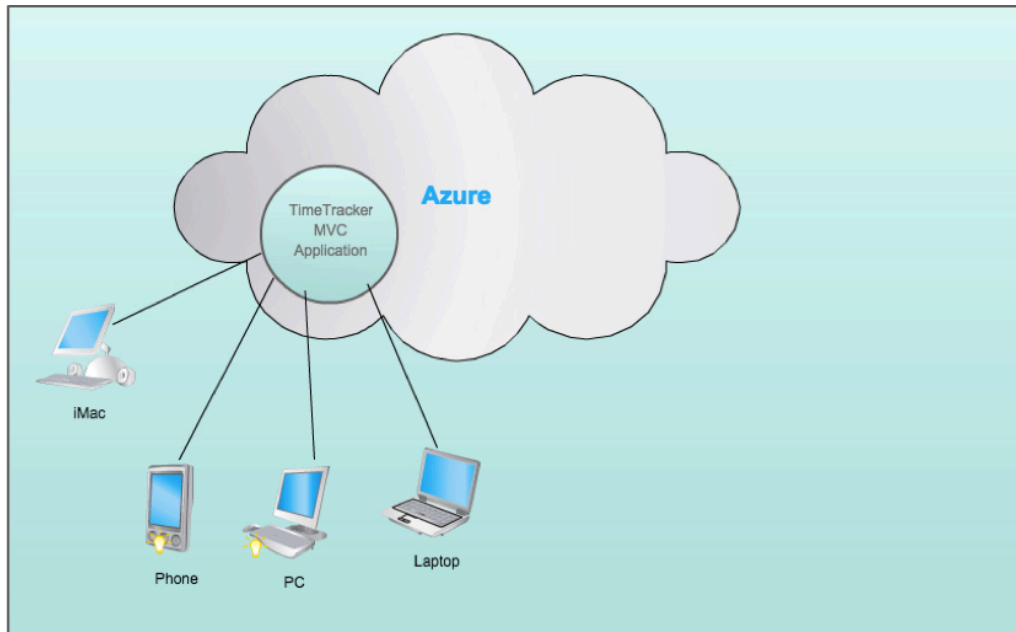 Azure
TimeTracker
MVC
Application
iMac
Phone
PC
Laptop